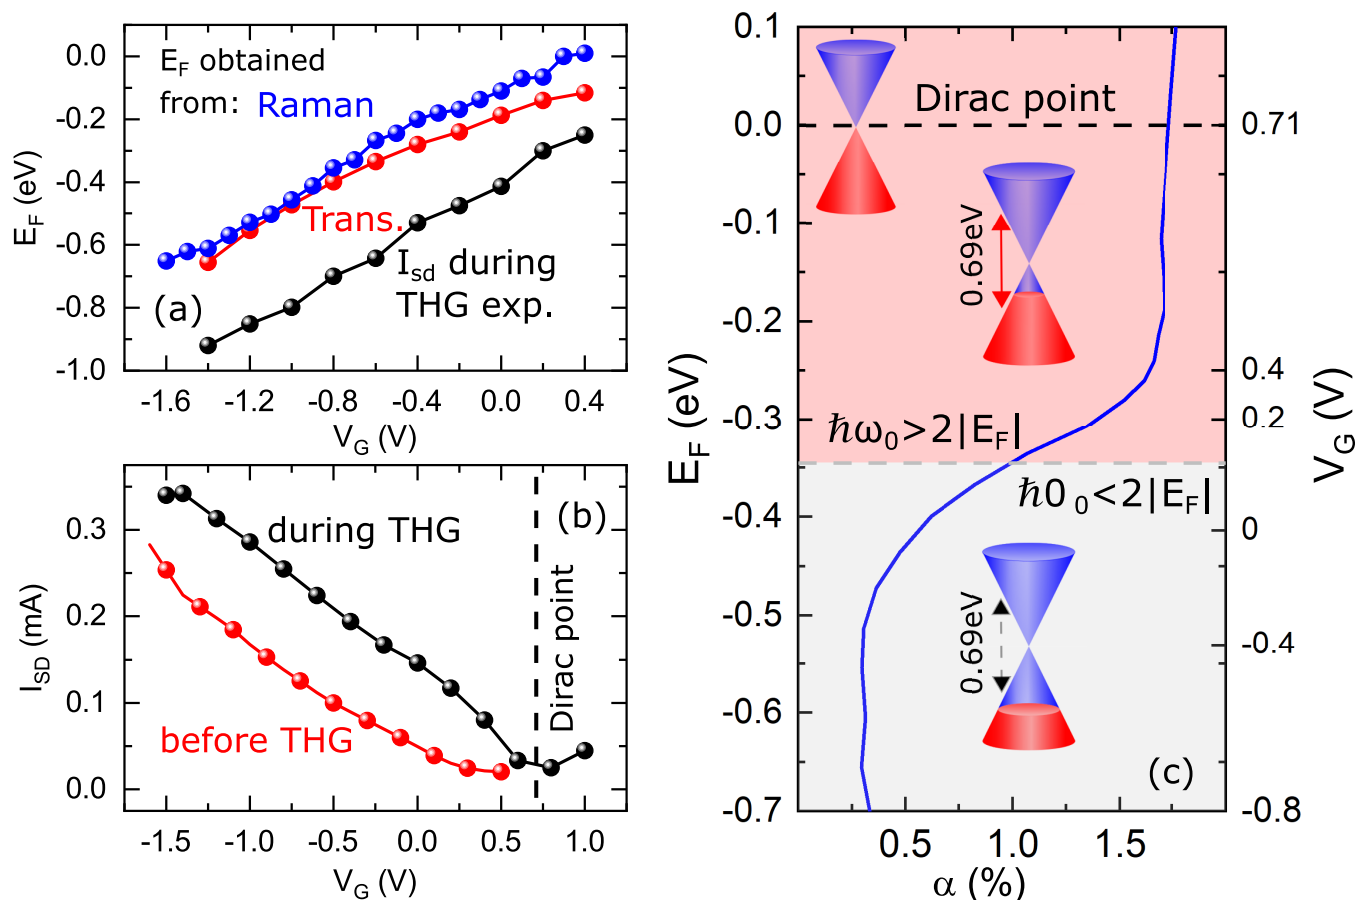 0.0
-0.2
-0.4
-0.6
-0.8
-1.0
E_F (eV)
E_F obtained
from: Raman
Trans.
I_sd during
THG exp.
(a)
-1.6 -1.2 -0.8 -0.4 0.0 0.4
V_G (V)
0.3
0.2
0.1
0.0
I_SD (mA)
during THG
(b)
before THG
Dirac point
-1.5 -1.0 -0.5 0.0 0.5 1.0
V_G (V)
0.1
0.0
-0.1
-0.2
-0.3
-0.4
-0.5
-0.6
-0.7
E_F (eV)
Dirac point
0.69eV
ℏω_0>2|E_F|
ℏ0_0<2|E_F|
0.69eV
(c)
0.71
0.4
0.2
0
-0.4
-0.8
V_G (V)
0.5 1.0 1.5
α (%)